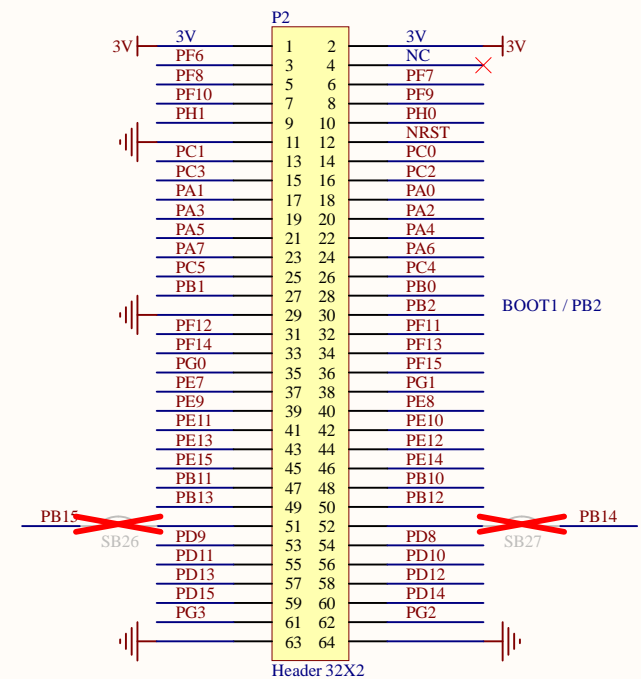 P2
3V 3V 1 2 3V 3V
PF6 3 4 NC
PF8 5 6 PF7
PF10 7 8 PF9
PH1 9 10 PH0
11 12 NRST
PC1 13 14 PC0
PC3 15 16 PC2
PA1 17 18 PA0
PA3 19 20 PA2
PA5 21 22 PA4
PA7 23 24 PA6
PC5 25 26 PC4
PB1 27 28 PB0
29 30 PB2 BOOT1 / PB2
PF12 31 32 PF11
PF14 33 34 PF13
PG0 35 36 PF15
PE7 37 38 PG1
PE9 39 40 PE8
PE11 41 42 PE10
PE13 43 44 PE12
PE15 45 46 PE14
PB11 47 48 PB10
PB13 49 50 PB12
PB15 51 52 PB14
SB26 SB27
PD9 53 54 PD8
PD11 55 56 PD10
PD13 57 58 PD12
PD15 59 60 PD14
PG3 61 62 PG2
63 64
Header 32X2